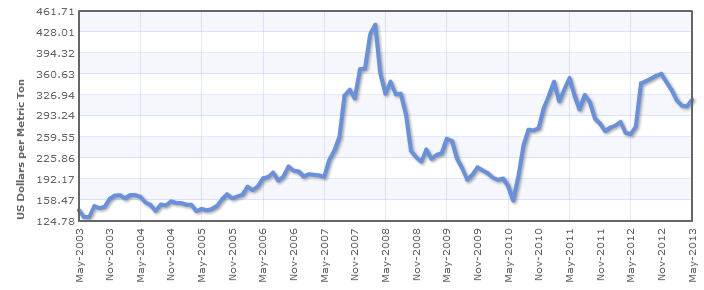 461.71
428.01
394.32
360.63
326.94
293.24
259.55
225.86
192.17
158.47
124.78
US Dollars per Metric Ton
May-2003
Nov-2003
May-2004
Nov-2004
May-2005
Nov-2005
May-2006
Nov-2006
May-2007
Nov-2007
May-2008
Nov-2008
May-2009
Nov-2009
May-2010
Nov-2010
May-2011
Nov-2011
May-2012
Nov-2012
May-2013